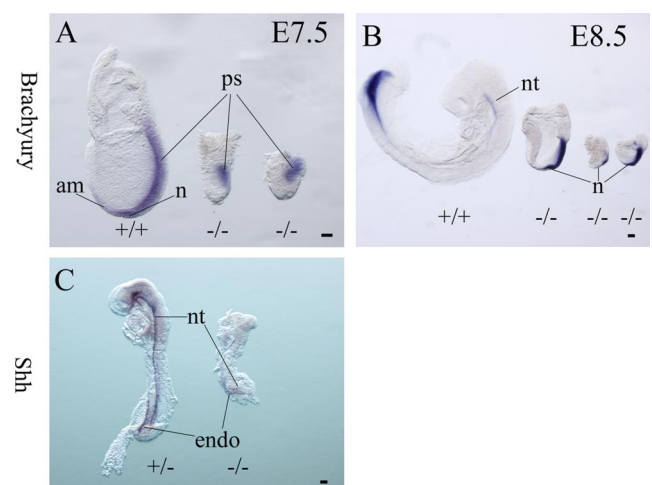 A
E7.5
B
E8.5
Brachyury
ps
nt
am
n
n
+/+
-/-
-/-
+/+
-/-
-/-
-/-
C
Shh
nt
endo
+/-
-/-